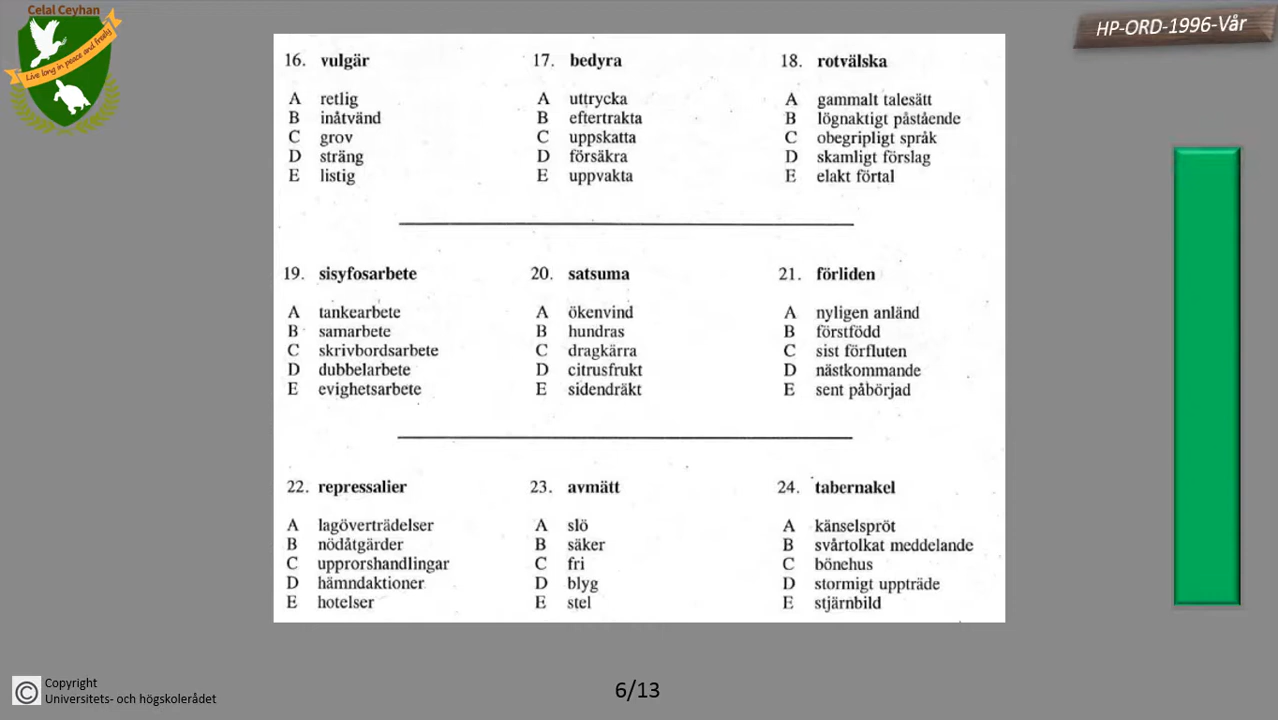 Celal Ceyhan
Live long in peace and fredly
HP-ORD-1996-Vår
16. vulgär
A retlig
B inåtvänd
C grov
D sträng
E listig
17. bedyra
A uttrycka
B eftertrakta
C uppskatta
D försäkra
E uppvakta
18. rotvälska
A gammalt talesätt
B lögnaktigt påstående
C obegripligt språk
D skamligt förslag
E elakt förtal
19. sisyfosarbete
A tankearbete
B samarbete
C skrivbordsarbete
D dubbelarbete
E evighetsarbete
20. satsuma
A ökenvind
B hundras
C dragkärra
D citrusfrukt
E sidendräkt
21. förliden
A nyligen anländ
B förstfödd
C sist förfluten
D nästkommande
E sent påbörjad
22. repressalier
A lagöverträdelser
B nödåtgärder
C upprorshandlingar
D hämndaktioner
E hotelser
23. avmätt
A slö
B säker
C fri
D blyg
E stel
24. tabernakel
A känselspröt
B svårtolkat meddelande
C bönehus
D stormigt uppträde
E stjärnbild
© Copyright
Universitets- och högskolerådet
6/13